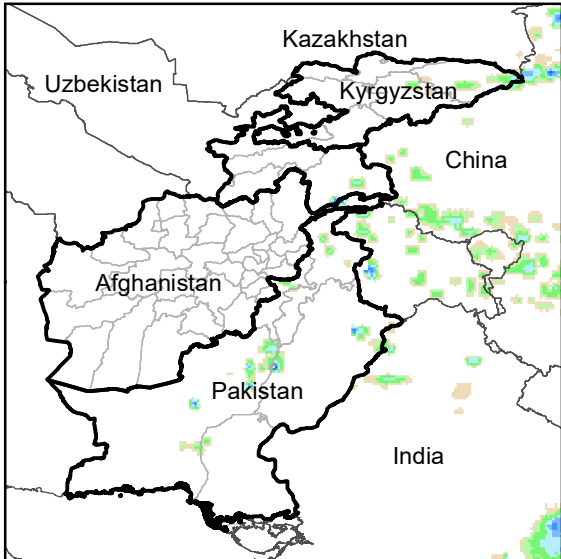 Kazakhstan
Uzbekistan
Kyrgyzstan
China
Afghanistan
Pakistan
India